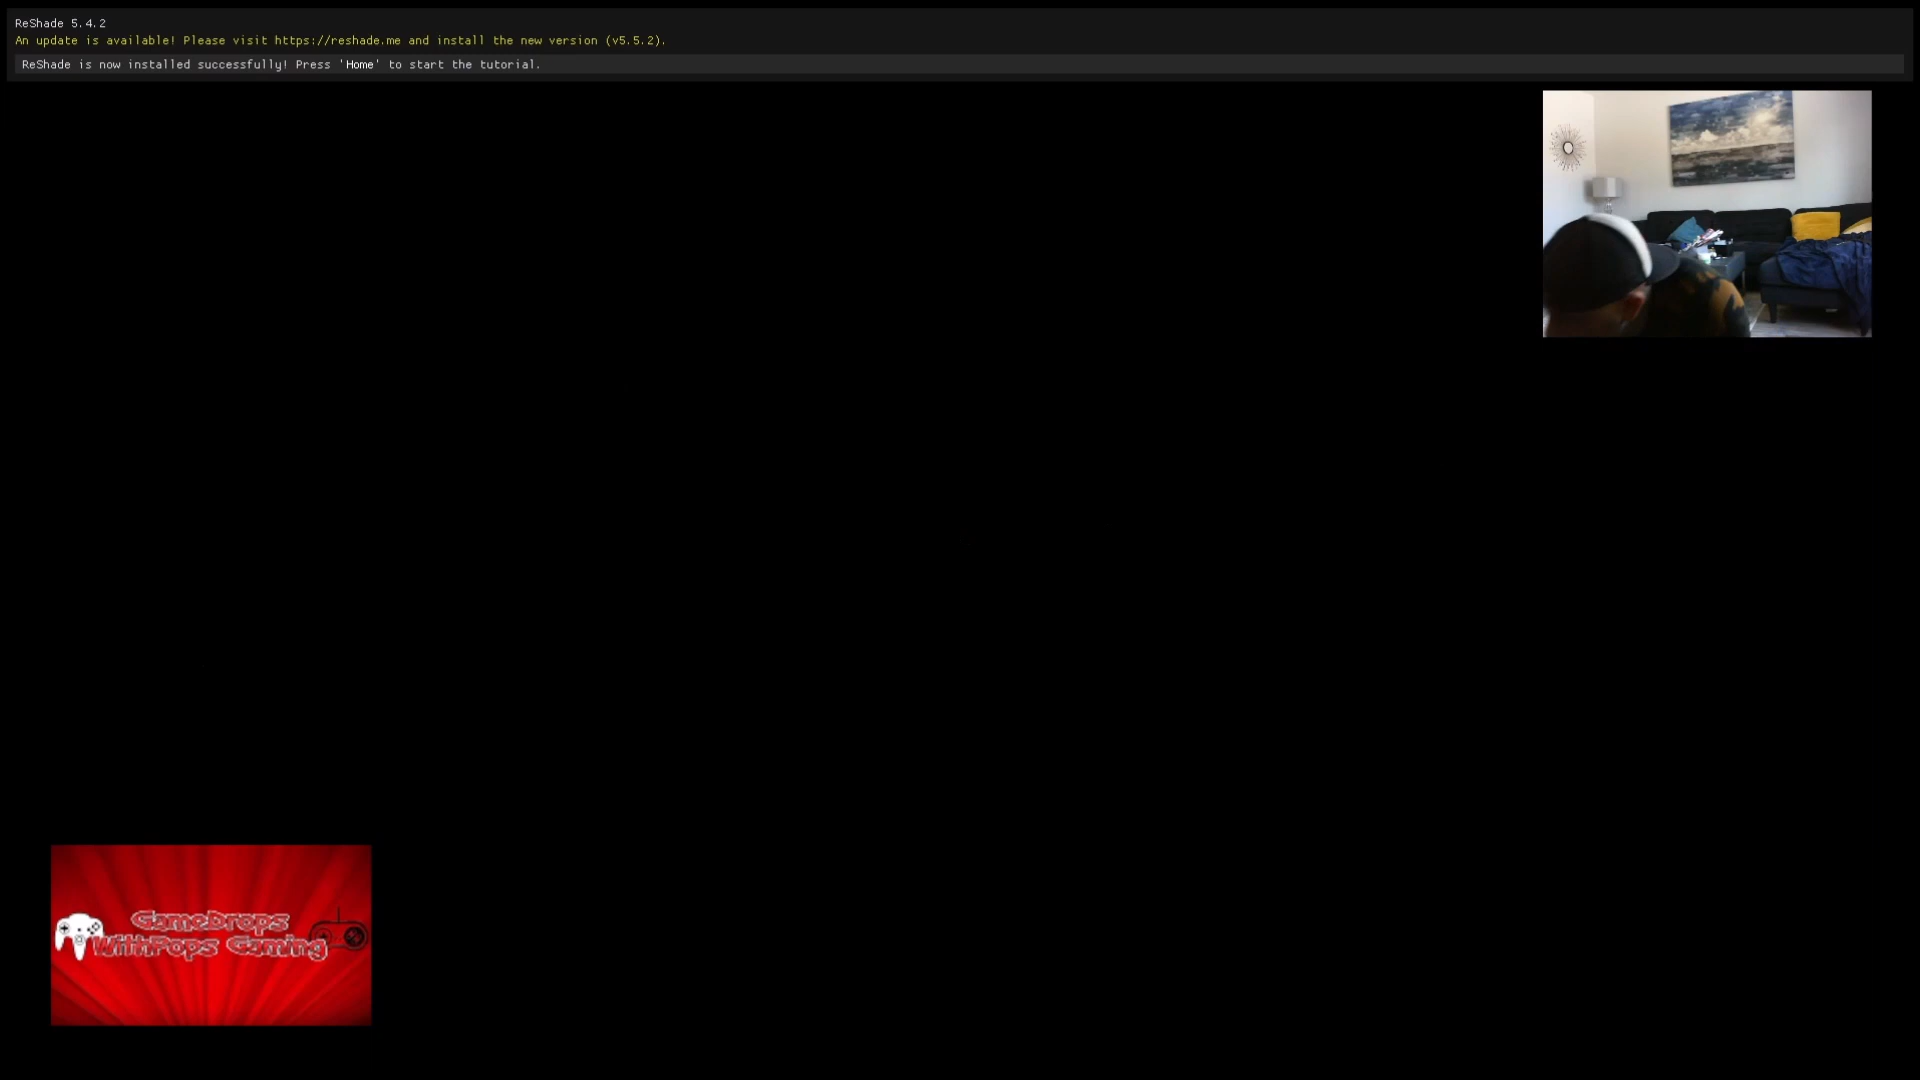 ReShade 5.4.2
An update is available! Please visit https://reshade.me and install the new version (v5.5.2).
ReShade is now installed successfully! Press 'Home' to start the tutorial.
GameDrops
WithPops Gaming